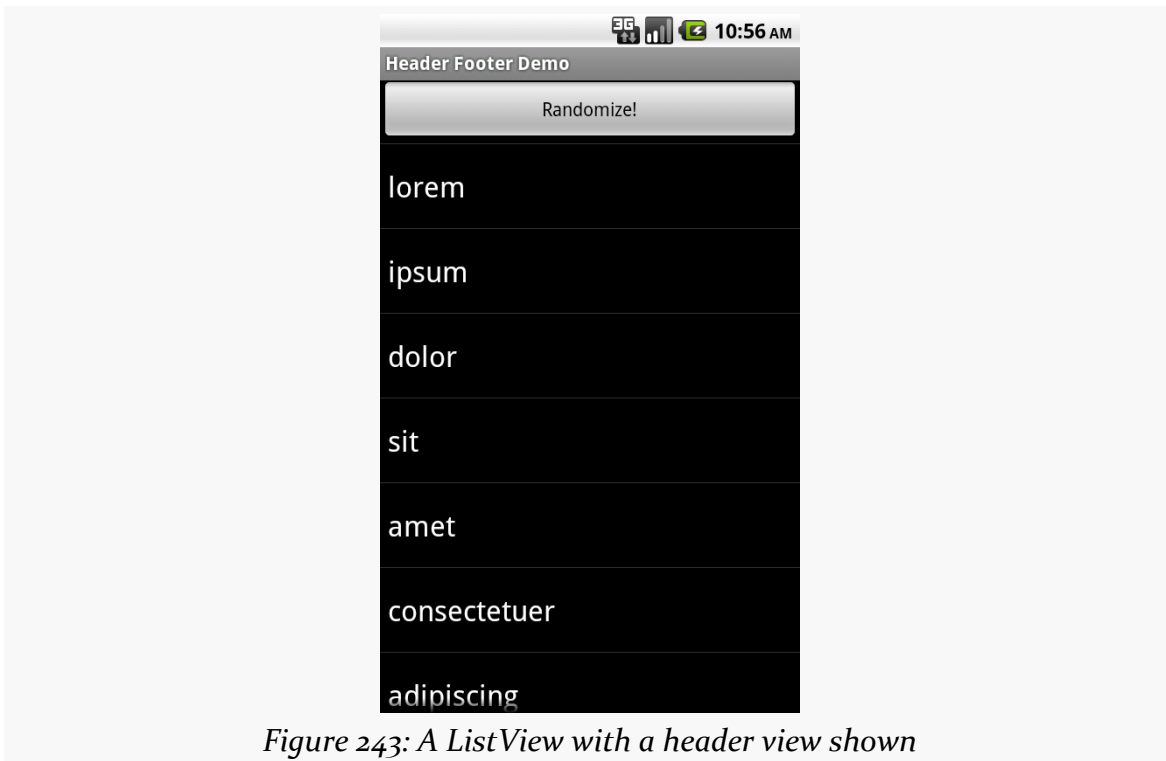 3G 10:56 AM
Header Footer Demo
Randomize!
lorem
ipsum
dolor
sit
amet
consectetuer
adipiscing
Figure 243: A ListView with a header view shown